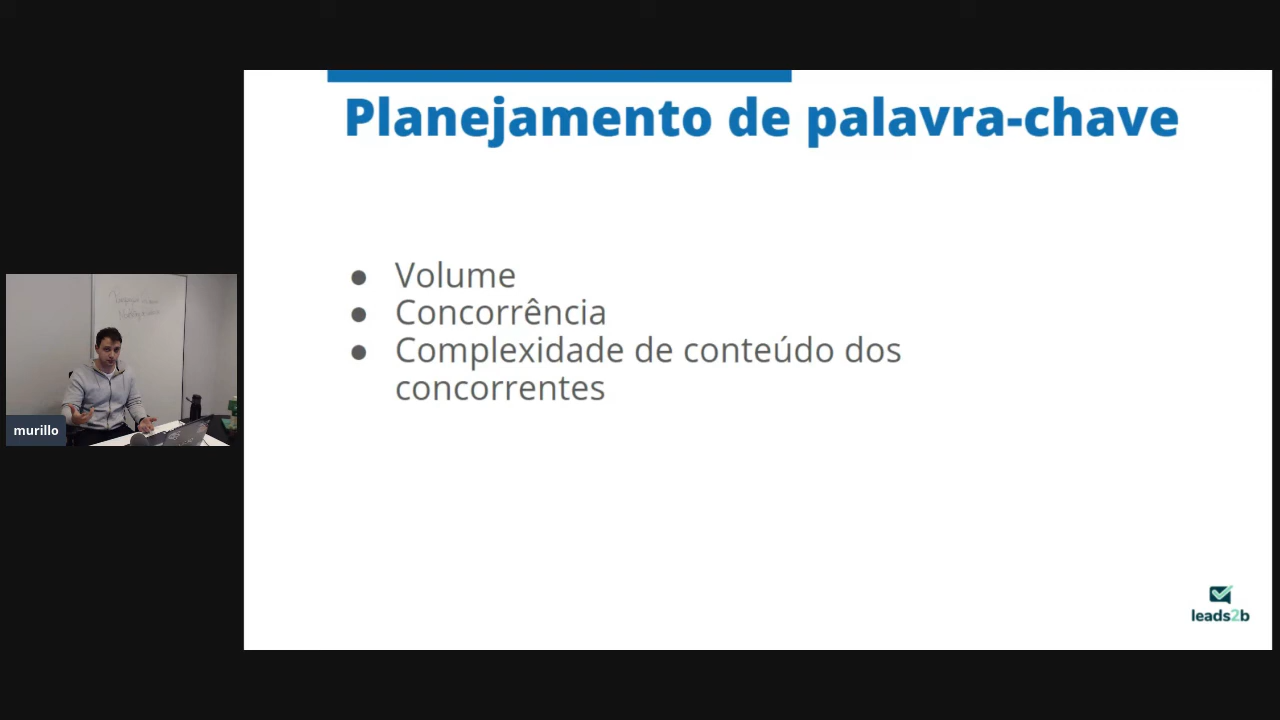 Planejamento de palavra-chave
● Volume
● Concorrência
● Complexidade de conteúdo dos
concorrentes
murillo
leads2b